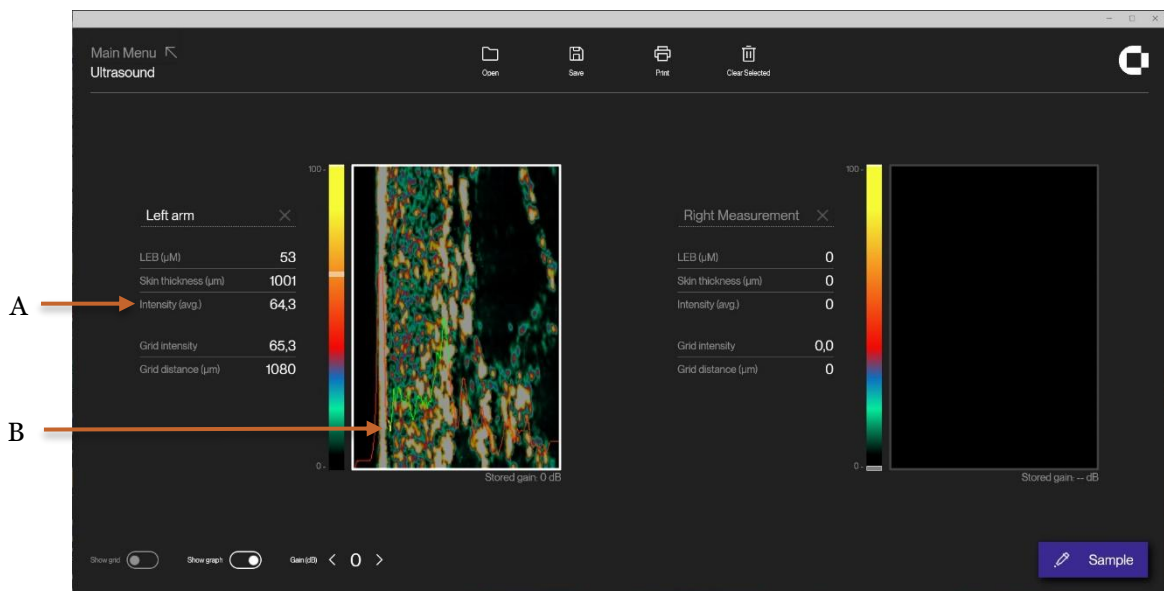 Main Menu
Ultrasound
Open
Save
Print
Clear Selected
A
B
Left arm
LEB (µM) 53
Skin thickness (µm) 1001
Intensity (avg.) 64,3
Grid intensity 65,3
Grid distance (µm) 1080
100 -
0 -
Stored gain: 0 dB
Right Measurement
LEB (µM) 0
Skin thickness (µm) 0
Intensity (avg.) 0
Grid intensity 0,0
Grid distance (µm) 0
100 -
0 -
Stored gain: -- dB
Show grid
Show graph
Gain (dB) < 0 >
Sample